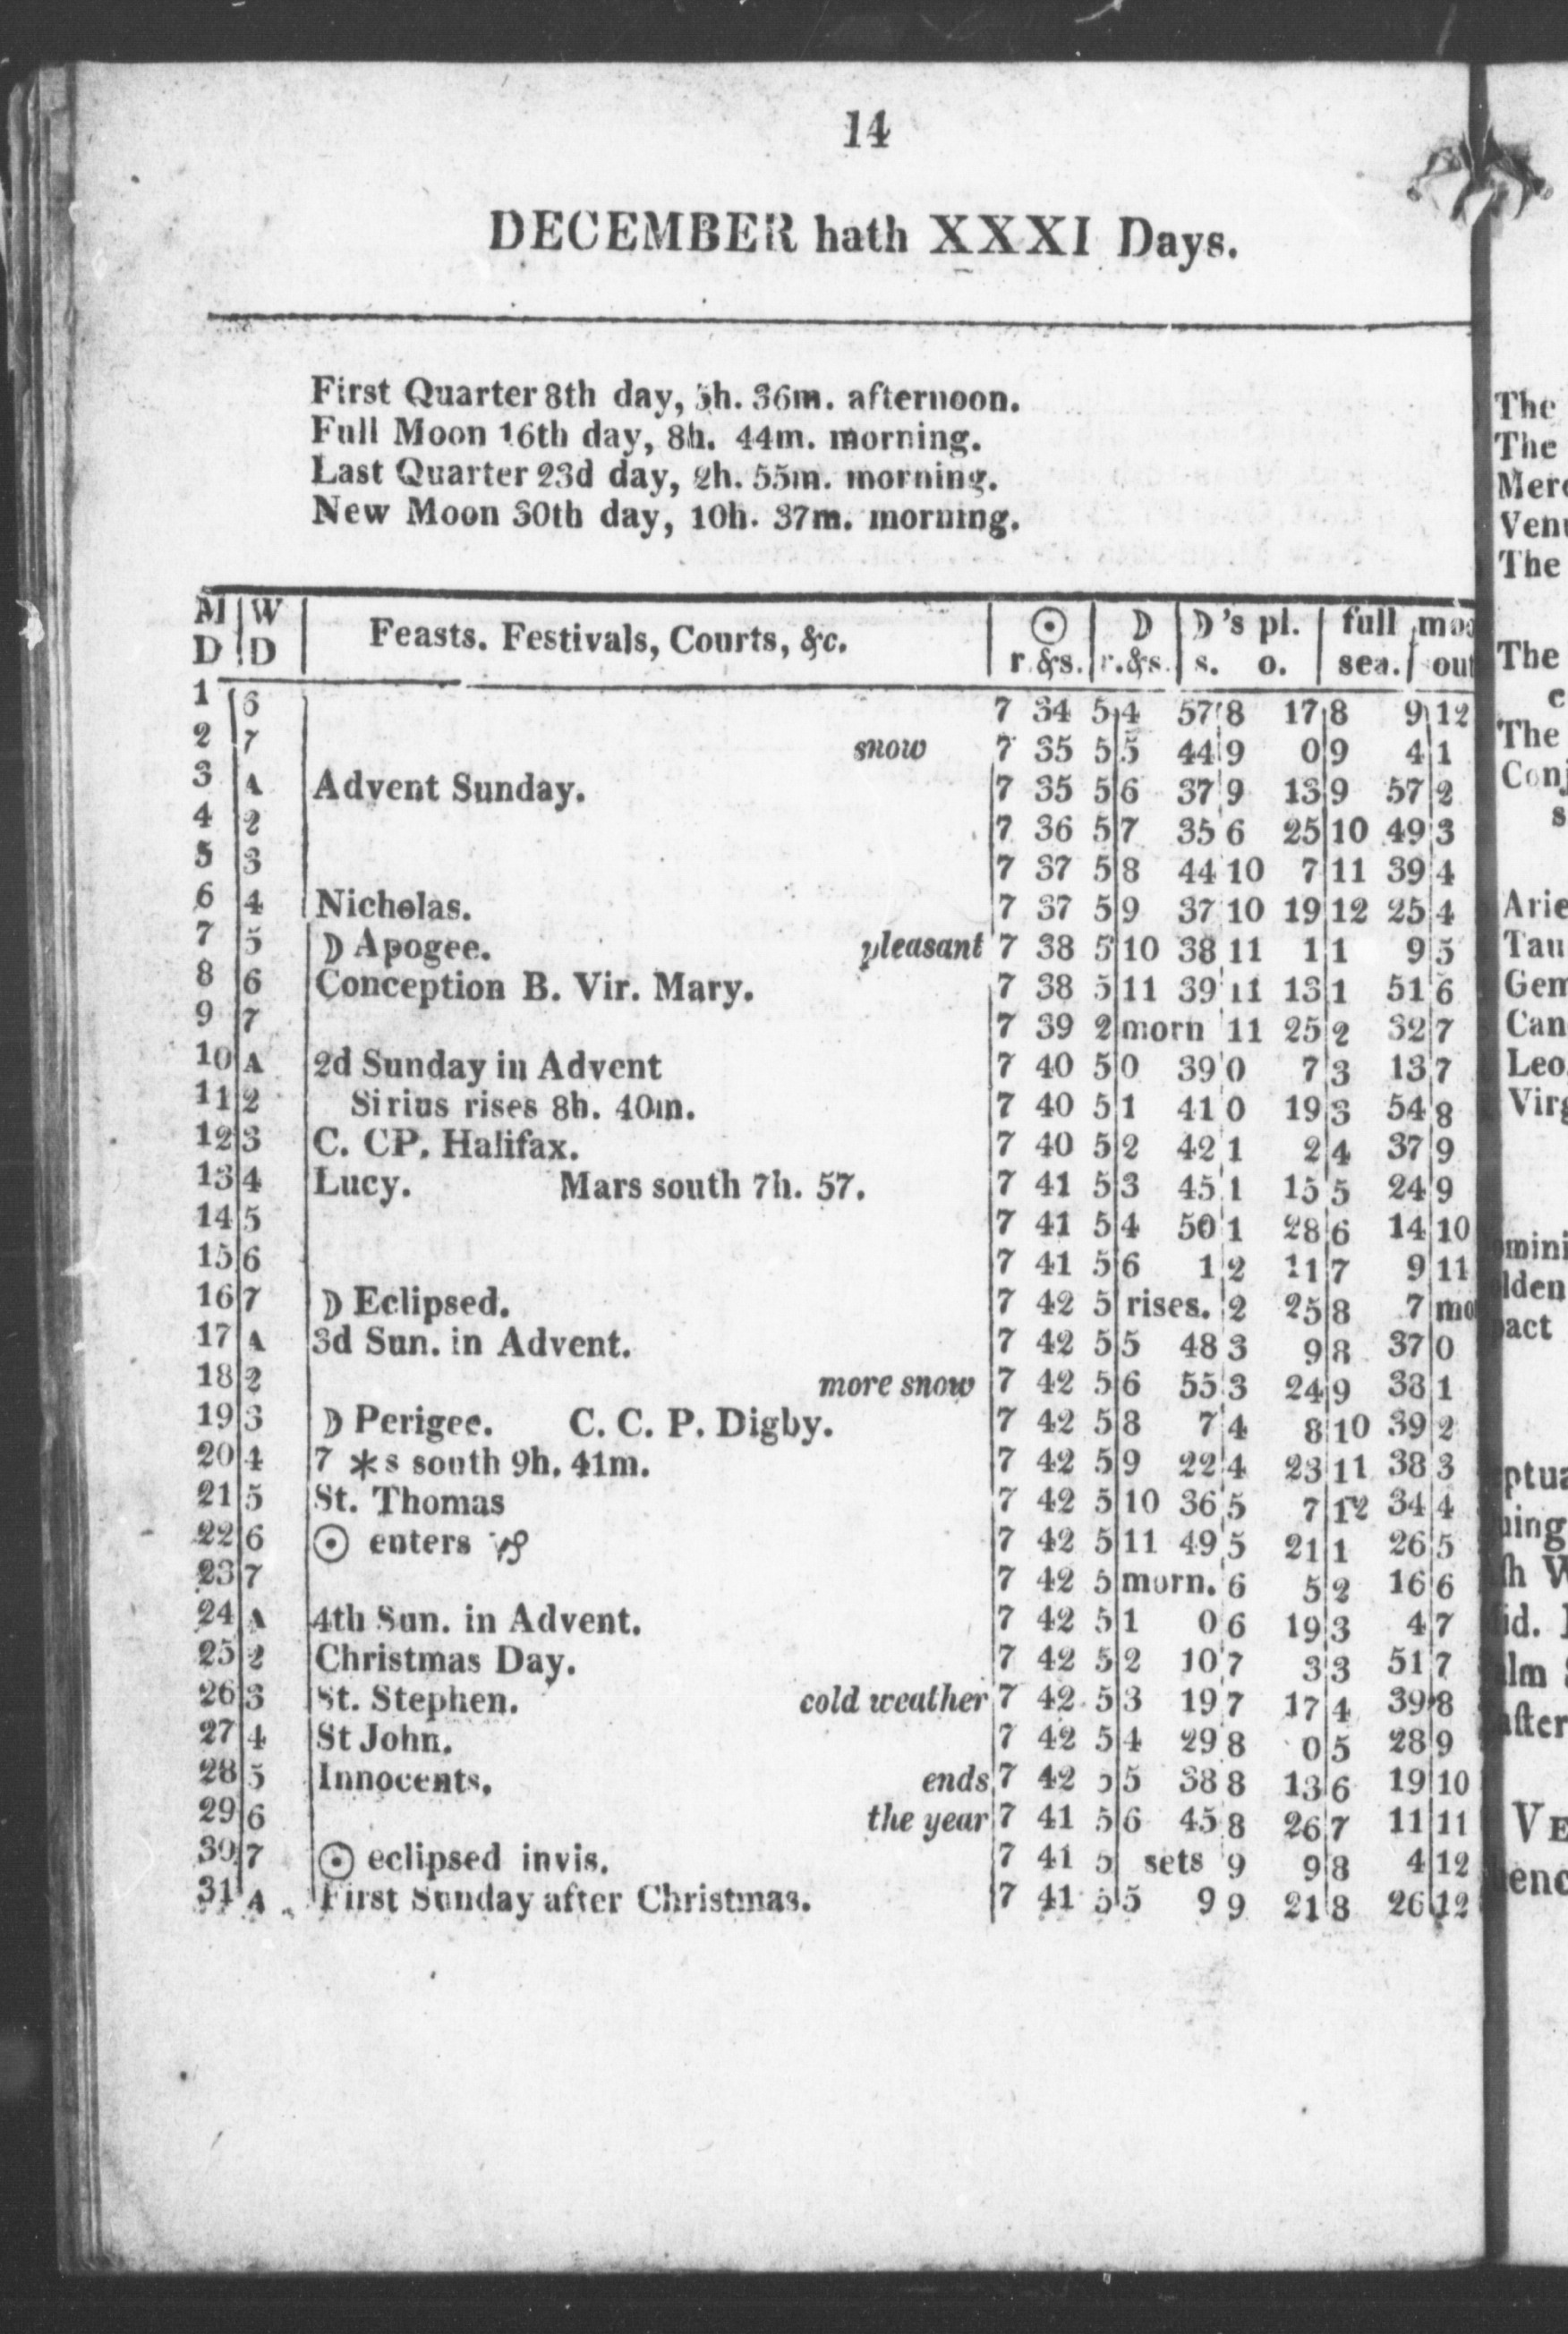 14
DECEMBER hath XXXI Days.
First Quarter 8th day, 5h. 36m. afternoon.
Full Moon 16th day, 8h. 44m. morning.
Last Quarter 23d day, 2h. 55m. morning.
New Moon 30th day, 10h. 37m. morning.
M W Feasts. Festivals, Courts, &c. ☉ ☽ ☽'s pl. full moo
D D r &s. r.&s. s. o. sea. out
1 6 7 34 5 4 57 8 17 8 9 12
2 7 snow 7 35 5 5 44 9 0 9 4 1
3 A Advent Sunday. 7 35 5 6 37 9 13 9 57 2
4 2 7 36 5 7 35 6 25 10 49 3
5 3 7 37 5 8 44 10 7 11 39 4
6 4 Nicholas. 7 37 5 9 37 10 19 12 25 4
7 5 ☽ Apogee. pleasant 7 38 5 10 38 11 1 1 9 5
8 6 Conception B. Vir. Mary. 7 38 5 11 39 11 13 1 51 6
9 7 7 39 2 morn 11 25 2 32 7
10 A 2d Sunday in Advent 7 40 5 0 39 0 7 3 13 7
11 2 Sirius rises 8h. 40m. 7 40 5 1 41 0 19 3 54 8
12 3 C. CP. Halifax. 7 40 5 2 42 1 2 4 37 9
13 4 Lucy. Mars south 7h. 57. 7 41 5 3 45 1 15 5 24 9
14 5 7 41 5 4 50 1 28 6 14 10
15 6 7 41 5 6 1 2 11 7 9 11
16 7 ☽ Eclipsed. 7 42 5 rises. 2 25 8 7 mo
17 A 3d Sun. in Advent. 7 42 5 5 48 3 9 8 37 0
18 2 more snow 7 42 5 6 55 3 24 9 38 1
19 3 ☽ Perigee. C. C. P. Digby. 7 42 5 8 7 4 8 10 39 2
20 4 7 *s south 9h. 41m. 7 42 5 9 22 4 23 11 38 3
21 5 St. Thomas 7 42 5 10 36 5 7 12 34 4
22 6 ☉ enters ♑ 7 42 5 11 49 5 21 1 26 5
23 7 7 42 5 morn. 6 5 2 16 6
24 A 4th Sun. in Advent. 7 42 5 1 0 6 19 3 4 7
25 2 Christmas Day. 7 42 5 2 10 7 3 3 51 7
26 3 St. Stephen. cold weather 7 42 5 3 19 7 17 4 39 8
27 4 St John. 7 42 5 4 29 8 0 5 28 9
28 5 Innocents. ends 7 42 5 5 38 8 13 6 19 10
29 6 the year 7 41 5 6 45 8 26 7 11 11
30 7 ☉ eclipsed invis. 7 41 5 sets 9 9 8 4 12
31 A First Sunday after Christmas. 7 41 5 5 9 9 21 8 26 12
The
The
Merc
Venu
The
The
The
Conj
Arie
Tau
Gem
Can
Leo
Virg